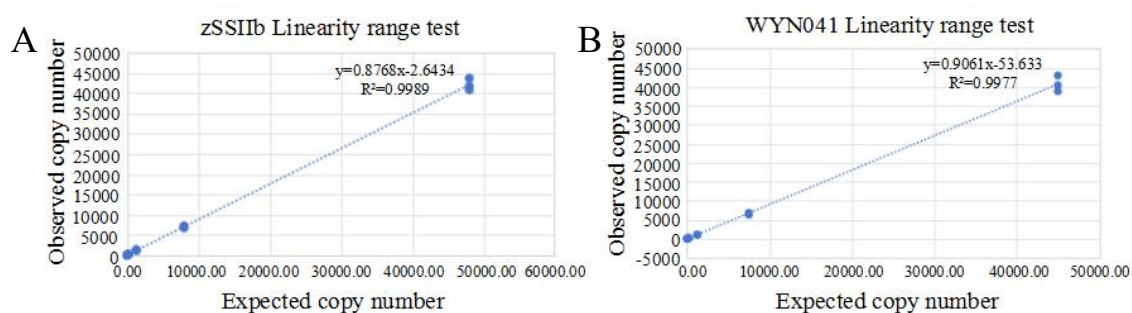 A
zSSIIb Linearity range test
Observed copy number
50000
45000
40000
35000
30000
25000
20000
15000
10000
5000
0
y=0.8768x-2.6434
R²=0.9989
0.00 10000.00 20000.00 30000.00 40000.00 50000.00 60000.00
Expected copy number
B
WYN041 Linearity range test
Observed copy number
50000
45000
40000
35000
30000
25000
20000
15000
10000
5000
0
-5000
y=0.9061x-53.633
R²=0.9977
0.00 10000.00 20000.00 30000.00 40000.00 50000.00
Expected copy number